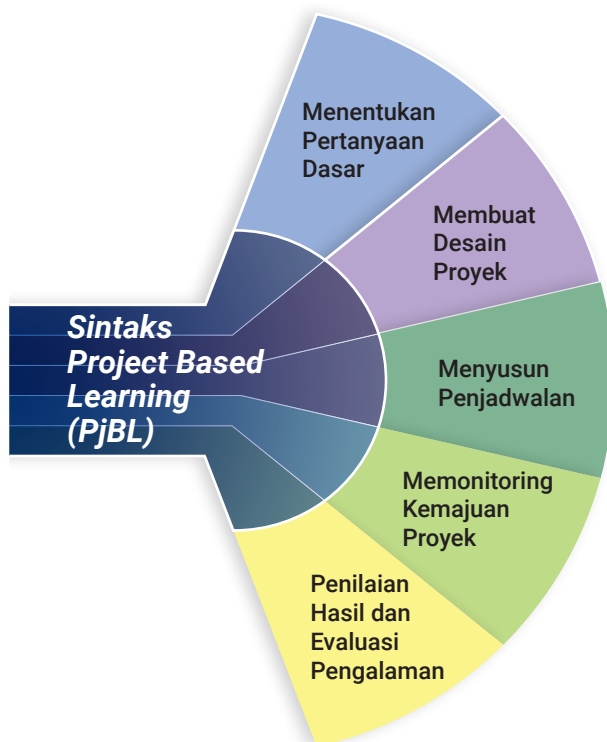 Sintaks
Project Based
Learning
(PjBL)
Menentukan
Pertanyaan
Dasar
Membuat
Desain
Proyek
Menyusun
Penjadwalan
Memonitoring
Kemajuan
Proyek
Penilaian
Hasil dan
Evaluasi
Pengalaman